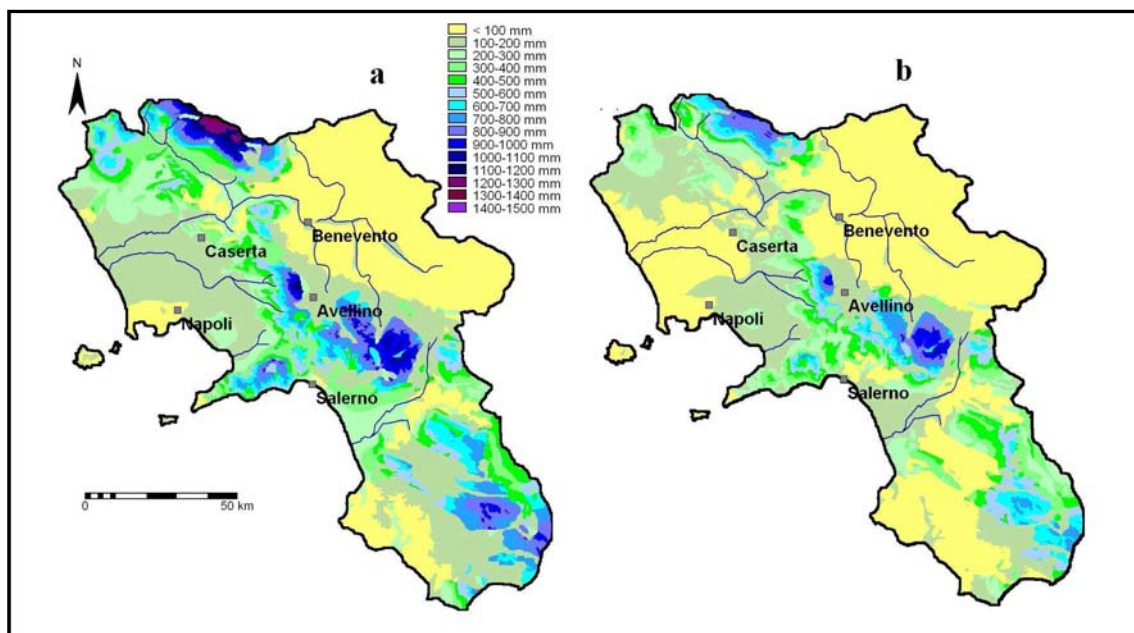 N
a
b
< 100 mm
100-200 mm
200-300 mm
300-400 mm
400-500 mm
500-600 mm
600-700 mm
700-800 mm
800-900 mm
900-1000 mm
1000-1100 mm
1100-1200 mm
1200-1300 mm
1300-1400 mm
1400-1500 mm
Benevento
Caserta
Avellino
Napoli
Salerno
0 50 km
Benevento
Caserta
Avellino
Napoli
Salerno